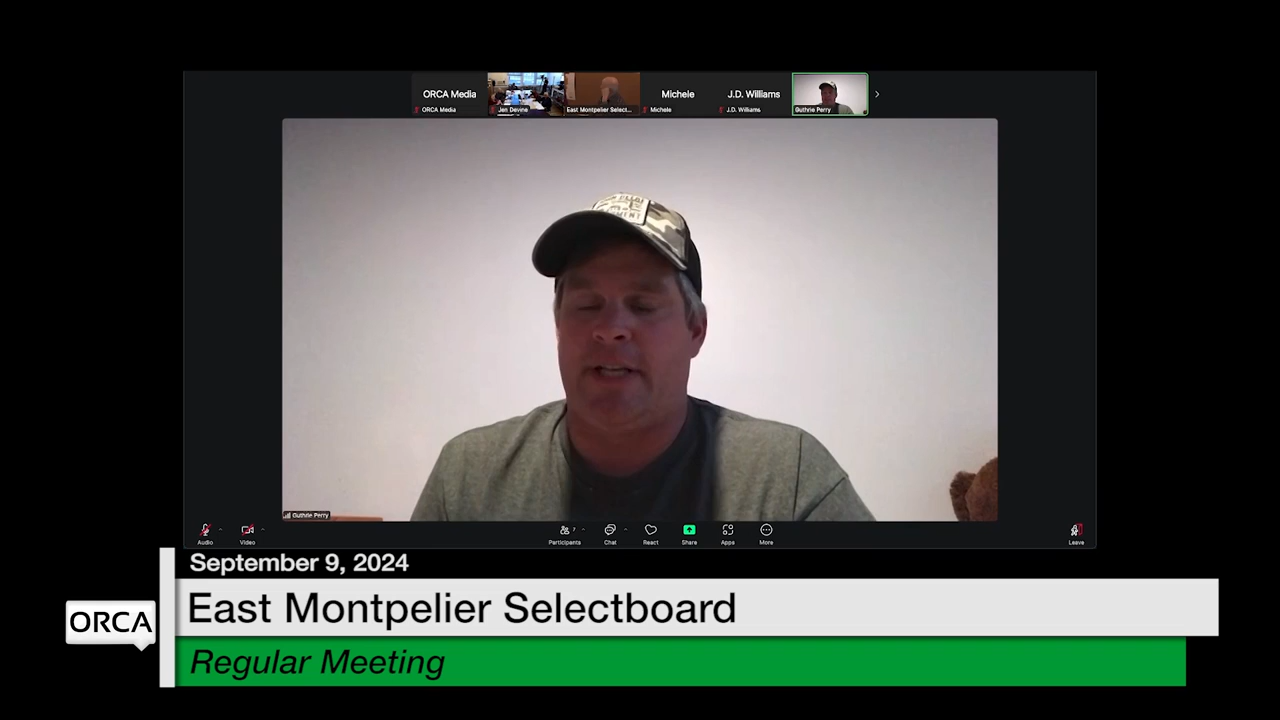 ORCA Media
Michele
J.D. Williams
ORCA Media
Jen Devine
East Montpelier Select...
Michele
J.D. Williams
Guthrie Perry
Guthrie Perry
Audio
Video
Participants
7
Chat
React
Share
Apps
More
Leave
September 9, 2024
East Montpelier Selectboard
ORCA
Regular Meeting